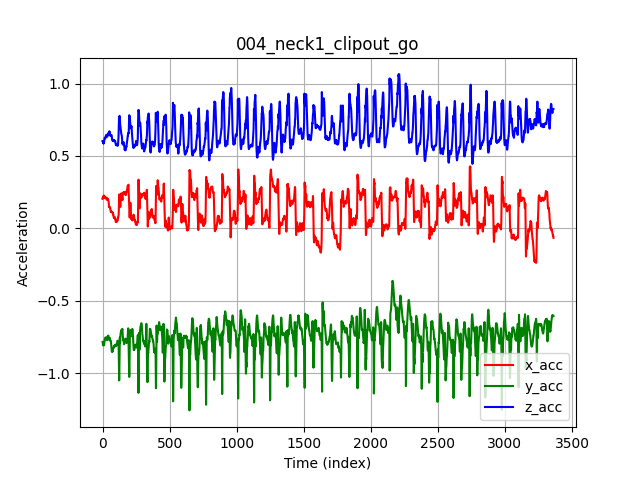 004_neck1_clipout_go
Acceleration
1.0
0.5
0.0
−0.5
−1.0
x_acc
y_acc
z_acc
0 500 1000 1500 2000 2500 3000 3500
Time (index)